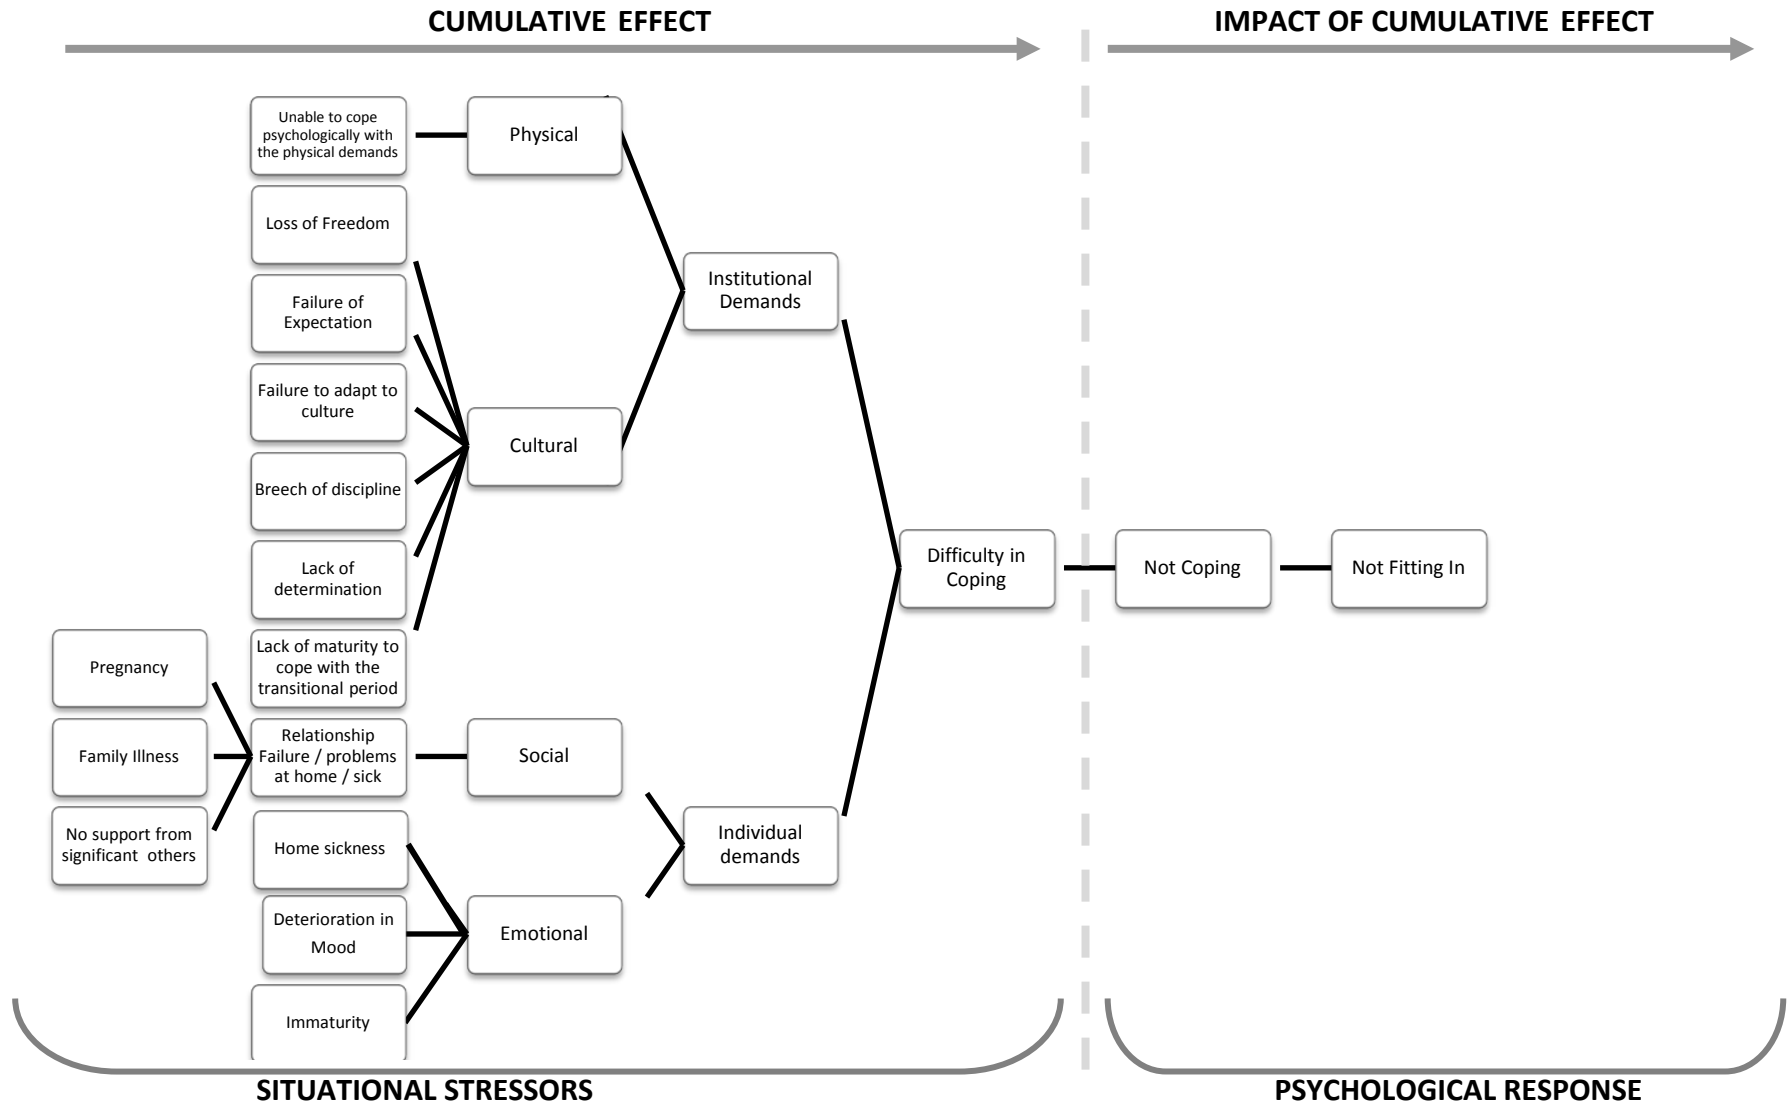 CUMULATIVE EFFECT
IMPACT OF CUMULATIVE EFFECT
Unable to cope
psychologically with
the physical demands
Physical
Loss of Freedom
Institutional
Demands
Failure of
Expectation
Failure to adapt to
culture
Cultural
Breech of discipline
Lack of
determination
Difficulty in
Coping
Not Coping
Not Fitting In
Pregnancy
Lack of maturity to
cope with the
transitional period
Family Illness
Relationship
Failure / problems
at home / sick
Social
No support from
significant others
Home sickness
Individual
demands
Deterioration in
Mood
Emotional
Immaturity
SITUATIONAL STRESSORS
PSYCHOLOGICAL RESPONSE